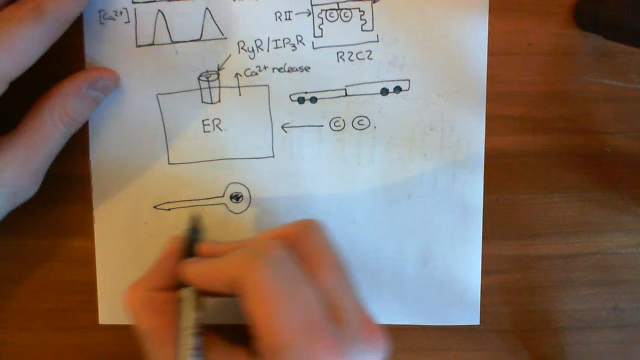 [Ca²⁺]
RII
C C
R2C2
RyR/IP₃R
Ca²⁺ release
ER.
C C.